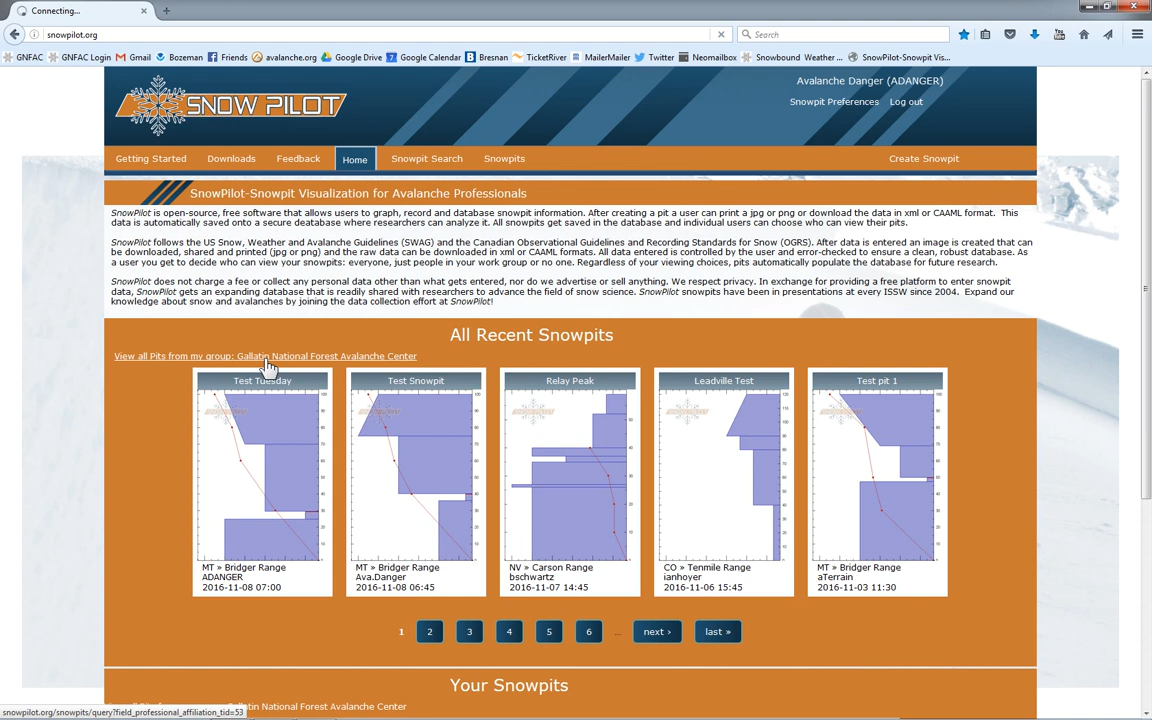 Connecting...
snowpilot.org
Search
GNFAC GNFAC Login Gmail Bozeman Friends avalanche.org Google Drive Google Calendar Bresnan TicketRiver MailerMailer Twitter Neomailbox Snowbound Weather ... SnowPilot-Snowpit Vis...
SNOW PILOT
Avalanche Danger (ADANGER)
Snowpit Preferences Log out
Getting Started Downloads Feedback Home Snowpit Search Snowpits Create Snowpit
SnowPilot-Snowpit Visualization for Avalanche Professionals
SnowPilot is open-source, free software that allows users to graph, record and database snowpit information. After creating a pit a user can print a jpg or png or download the data in xml or CAAML format. This
data is automatically saved onto a secure deatabase where researchers can analyze it. All snowpits get saved in the database and individual users can choose who can view their pits.
SnowPilot follows the US Snow, Weather and Avalanche Guidelines (SWAG) and the Canadian Observational Guidelines and Recording Standards for Snow (OGRS). After data is entered an image is created that can
be downloaded, shared and printed (jpg or png) and the raw data can be downloaded in xml or CAAML formats. All data entered is controlled by the user and error-checked to ensure a clean, robust database. As
a user you get to decide who can view your snowpits: everyone, just people in your work group or no one. Regardless of your viewing choices, pits automatically populate the database for future research.
SnowPilot does not charge a fee or collect any personal data other than what gets entered, nor do we advertise or sell anything. We respect privacy. In exchange for providing a free platform to enter snowpit
data, SnowPilot gets an expanding database that is readily shared with researchers to advance the field of snow science. SnowPilot snowpits have been in presentations at every ISSW since 2004. Expand our
knowledge about snow and avalanches by joining the data collection effort at SnowPilot!
All Recent Snowpits
View all Pits from my group: Gallatin National Forest Avalanche Center
Test Tuesday Test Snowpit Relay Peak Leadville Test Test pit 1
MT » Bridger Range MT » Bridger Range NV » Carson Range CO » Tenmile Range MT » Bridger Range
ADANGER Ava.Danger bschwartz ianhoyer aTerrain
2016-11-08 07:00 2016-11-08 06:45 2016-11-07 14:45 2016-11-06 15:45 2016-11-03 11:30
1 2 3 4 5 6 ... next › last »
Your Snowpits
snowpilot.org/snowpits/query?field_professional_affiliation_tid=53
latin National Forest Avalanche Center